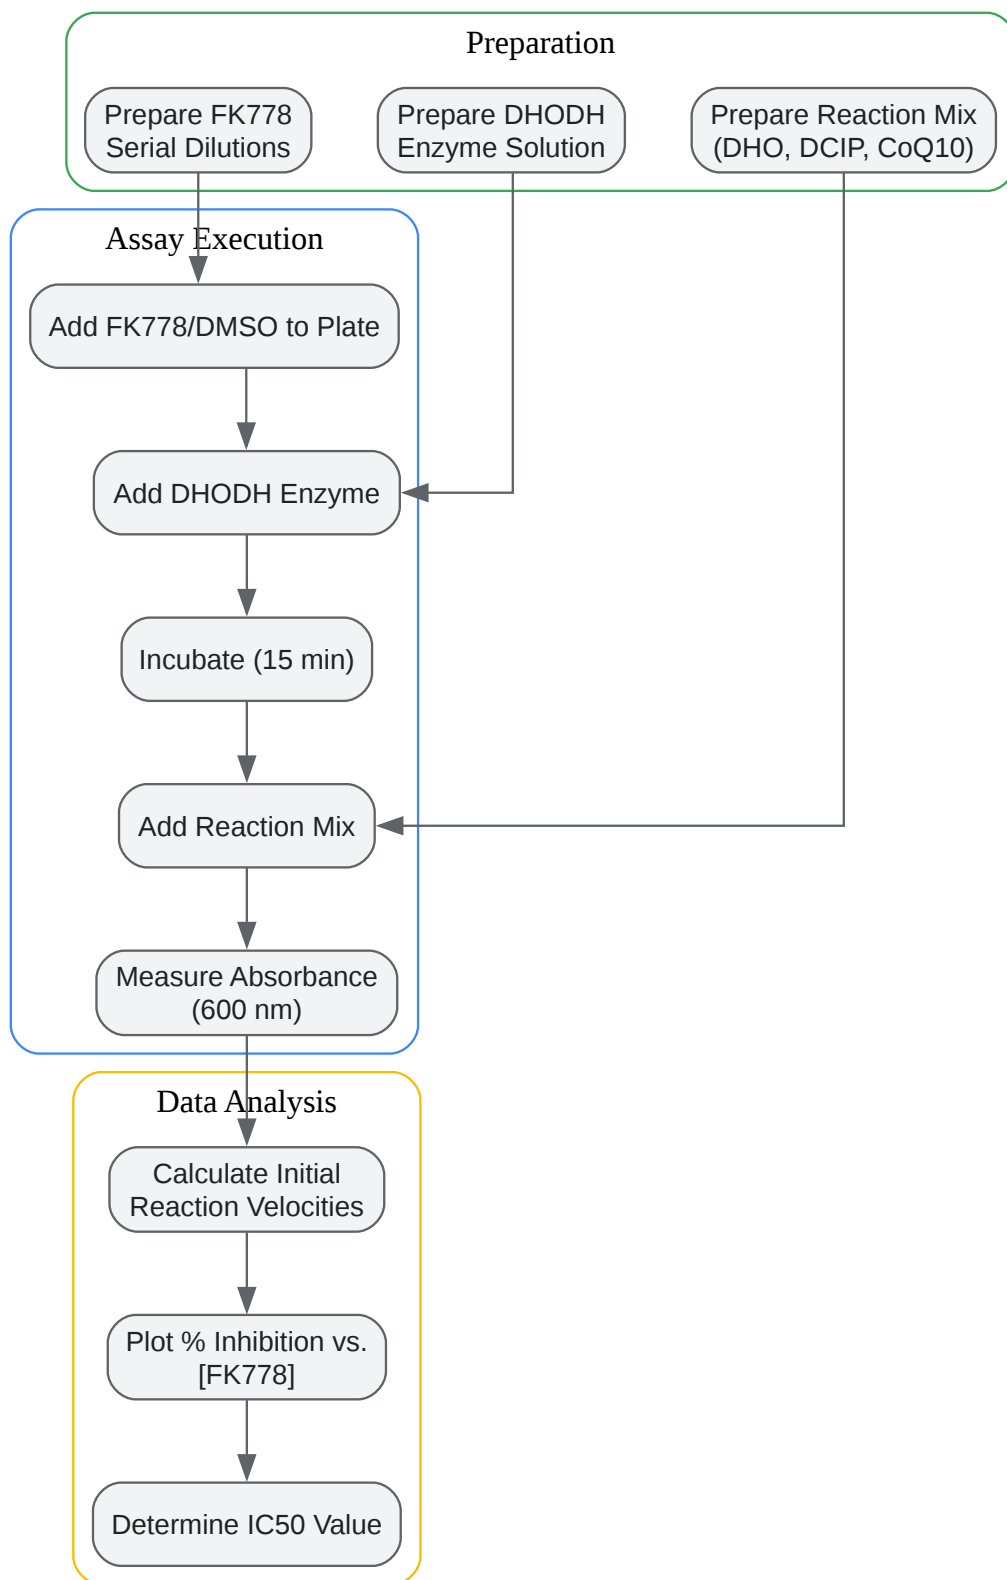 Preparation
Prepare FK778
Serial Dilutions
Prepare DHODH
Enzyme Solution
Prepare Reaction Mix
(DHO, DCIP, CoQ10)
Assay Execution
Add FK778/DMSO to Plate
Add DHODH Enzyme
Incubate (15 min)
Add Reaction Mix
Measure Absorbance
(600 nm)
Data Analysis
Calculate Initial
Reaction Velocities
Plot % Inhibition vs.
[FK778]
Determine IC50 Value